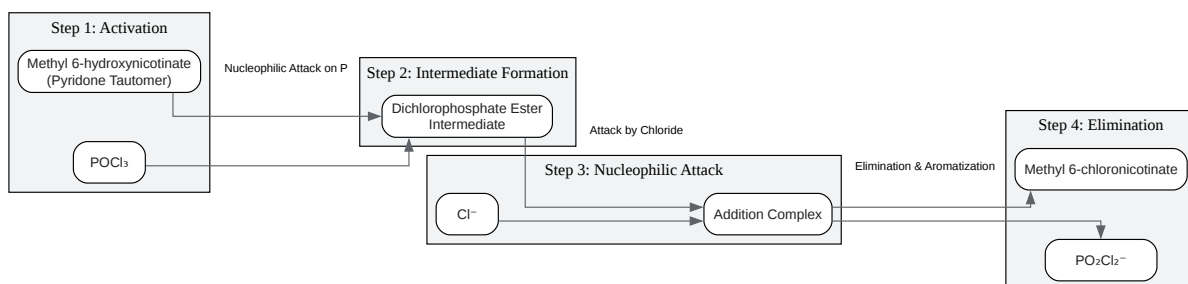 Step 1: Activation
Methyl 6-hydroxynicotinate
(Pyridone Tautomer)
POCl₃
Nucleophilic Attack on P
Step 2: Intermediate Formation
Dichlorophosphate Ester
Intermediate
Attack by Chloride
Step 3: Nucleophilic Attack
Cl⁻
Addition Complex
Elimination & Aromatization
Step 4: Elimination
Methyl 6-chloronicotinate
PO₂Cl₂⁻